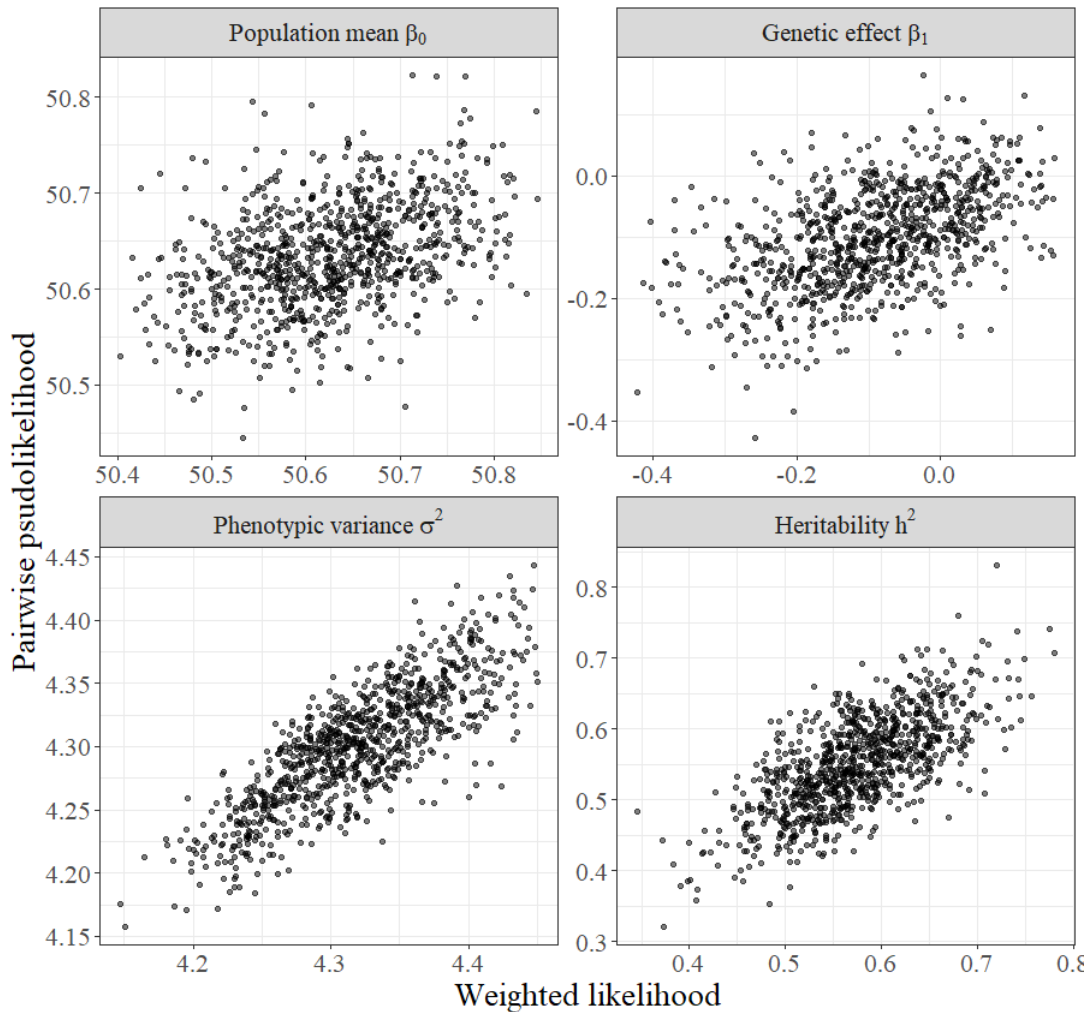 Population mean β₀
Genetic effect β₁
50.8
50.7
50.6
50.5
0.0
-0.2
-0.4
50.4 50.5 50.6 50.7 50.8
-0.4 -0.2 0.0
Phenotypic variance σ²
Heritability h²
4.45
4.40
4.35
4.30
4.25
4.20
4.15
0.8
0.7
0.6
0.5
0.4
0.3
4.2 4.3 4.4
0.4 0.5 0.6 0.7 0.8
Pairwise psudolikelihood
Weighted likelihood